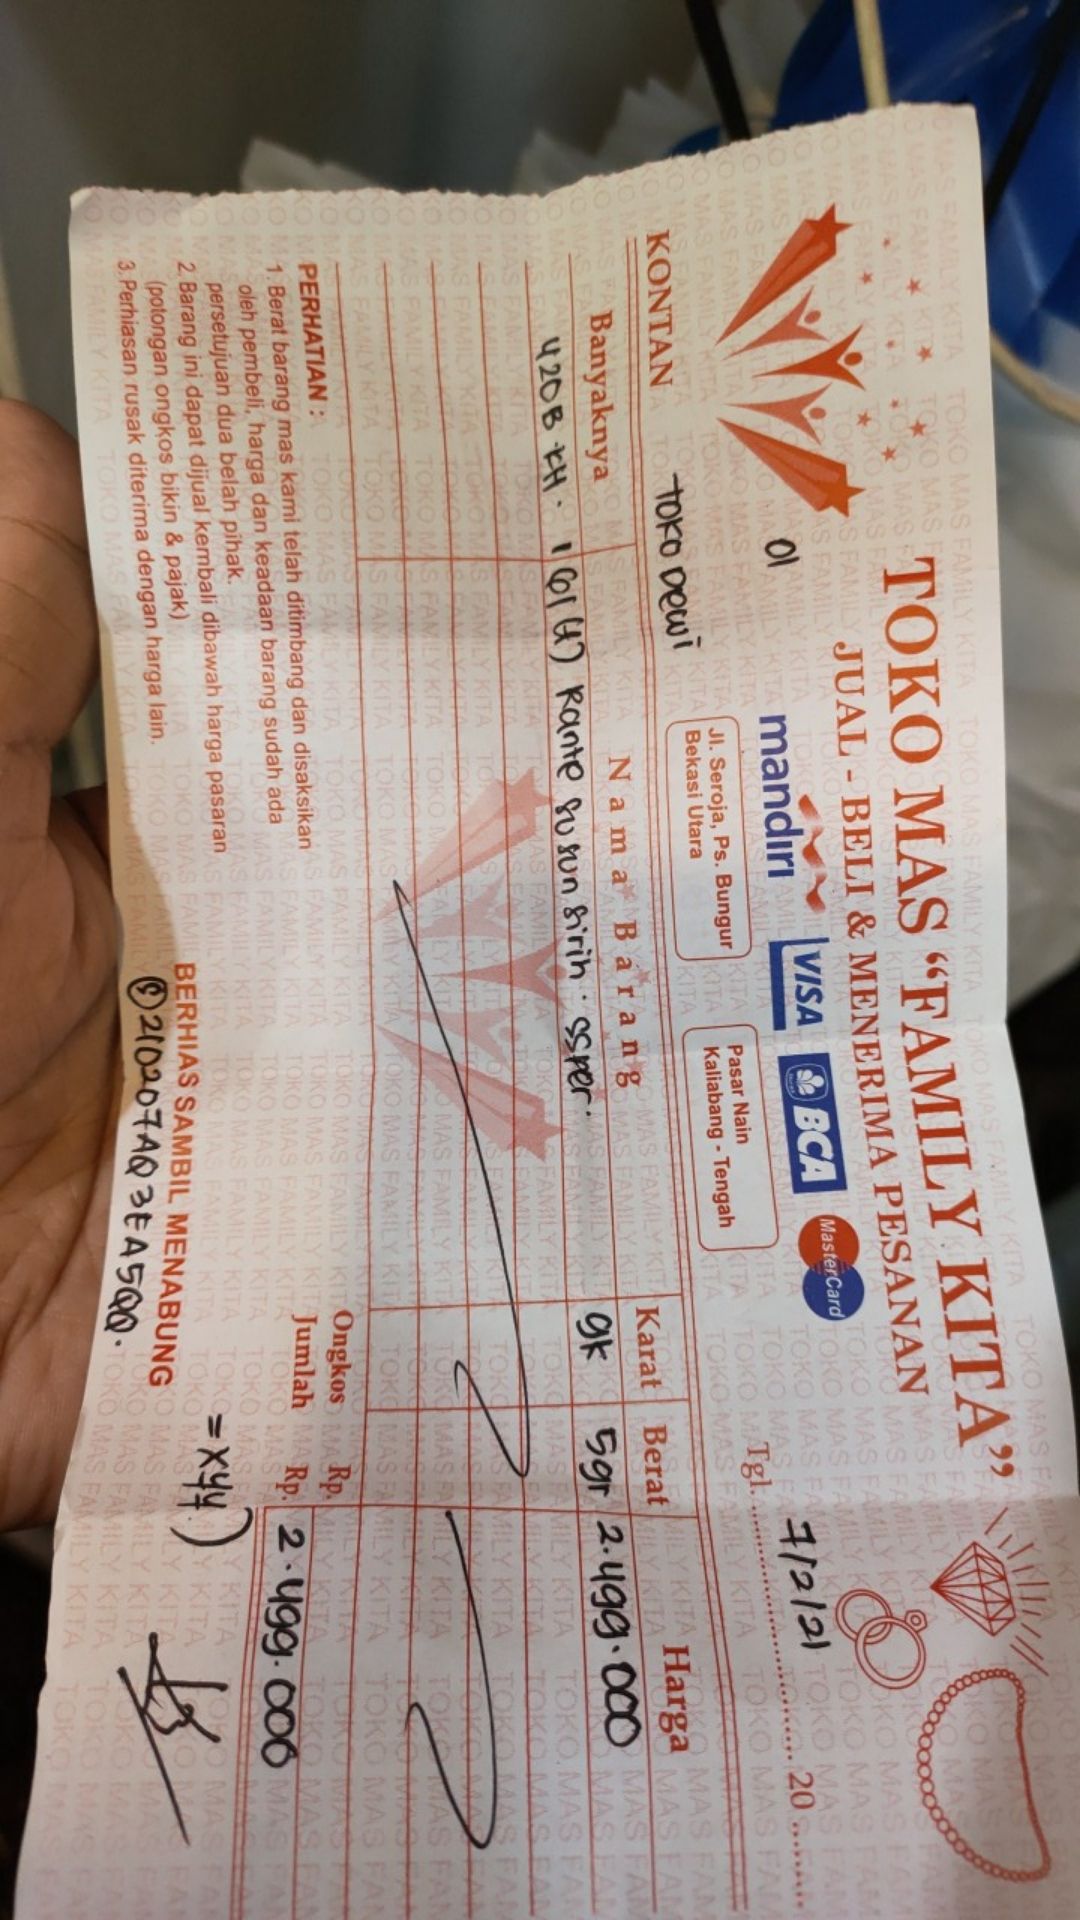 TOKO MAS “FAMILY KITA”
JUAL - BELI & MENERIMA PESANAN
01 mandiri VISA BCA MasterCard
Tgl. 7/2/21 20
KONTAN TOKO DEWI
Jl. Seroja, Ps. Bungur
Bekasi Utara
Pasar Nain
Kaliabang - Tengah
Banyaknya Nama Barang Karat Berat Harga
420B KH. 1 (H) Rante susun sirih. 9K 5gr 2.499.000
PERHATIAN :
1. Berat barang mas kami telah ditimbang dan disaksikan
oleh pembeli, harga dan keadaan barang sudah ada
persetujuan dua belah pihak.
2. Barang ini dapat dijual kembali dibawah harga pasaran
(potongan ongkos bikin & pajak)
3. Perhiasan rusak diterima dengan harga lain.
Ongkos Rp.
Jumlah Rp. 2.499.000
BERHIAS SAMBIL MENABUNG
210207AQ3EA5QQ.